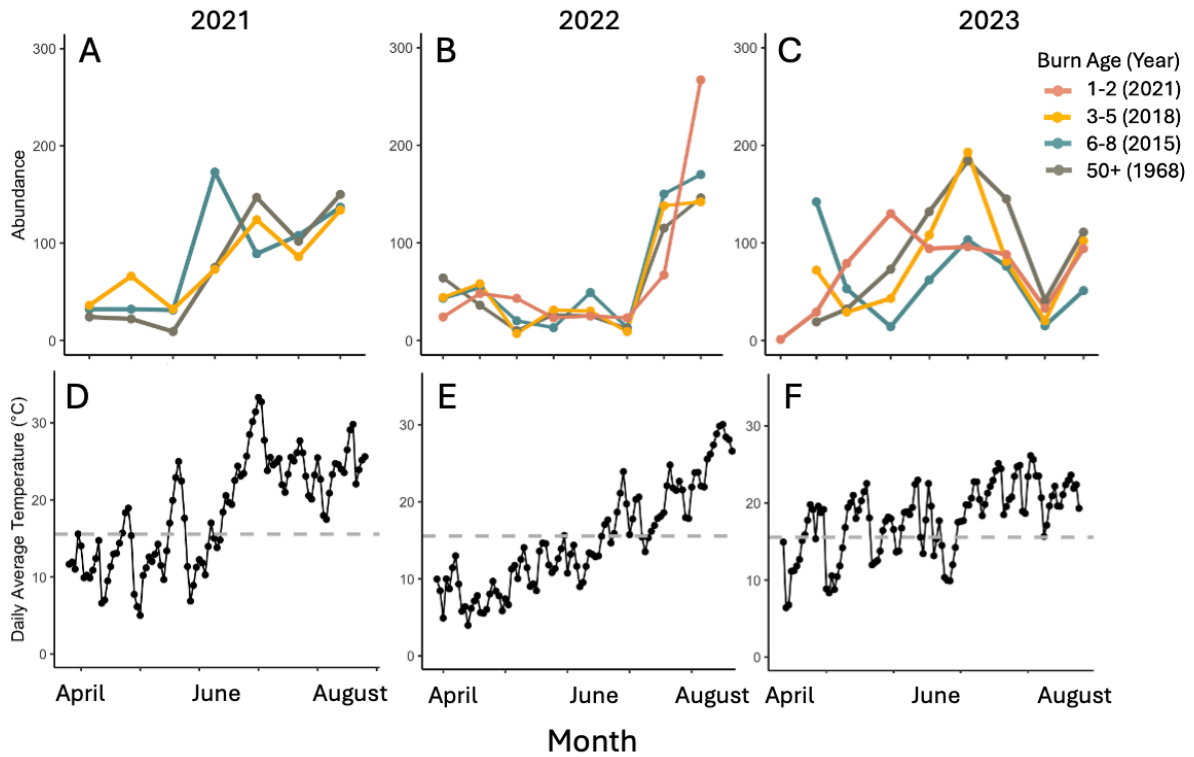 2021 2022 2023
A B C
Burn Age (Year)
1-2 (2021)
3-5 (2018)
6-8 (2015)
50+ (1968)
Abundance
300 300 300
200 200 200
100 100 100
0 0 0
D E F
Daily Average Temperature (°C)
30 30 30
20 20 20
10 10 10
0 0 0
April June August April June August April June August
Month